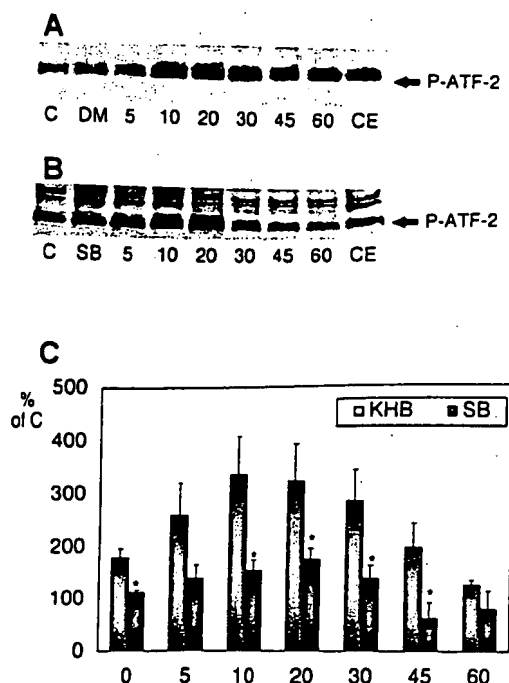 A
P-ATF-2
C DM 5 10 20 30 45 60 CE
B
P-ATF-2
C SB 5 10 20 30 45 60 CE
C
%
of C
500
400
300
200
100
0
KHB SB
* * * * *
0 5 10 20 30 45 60